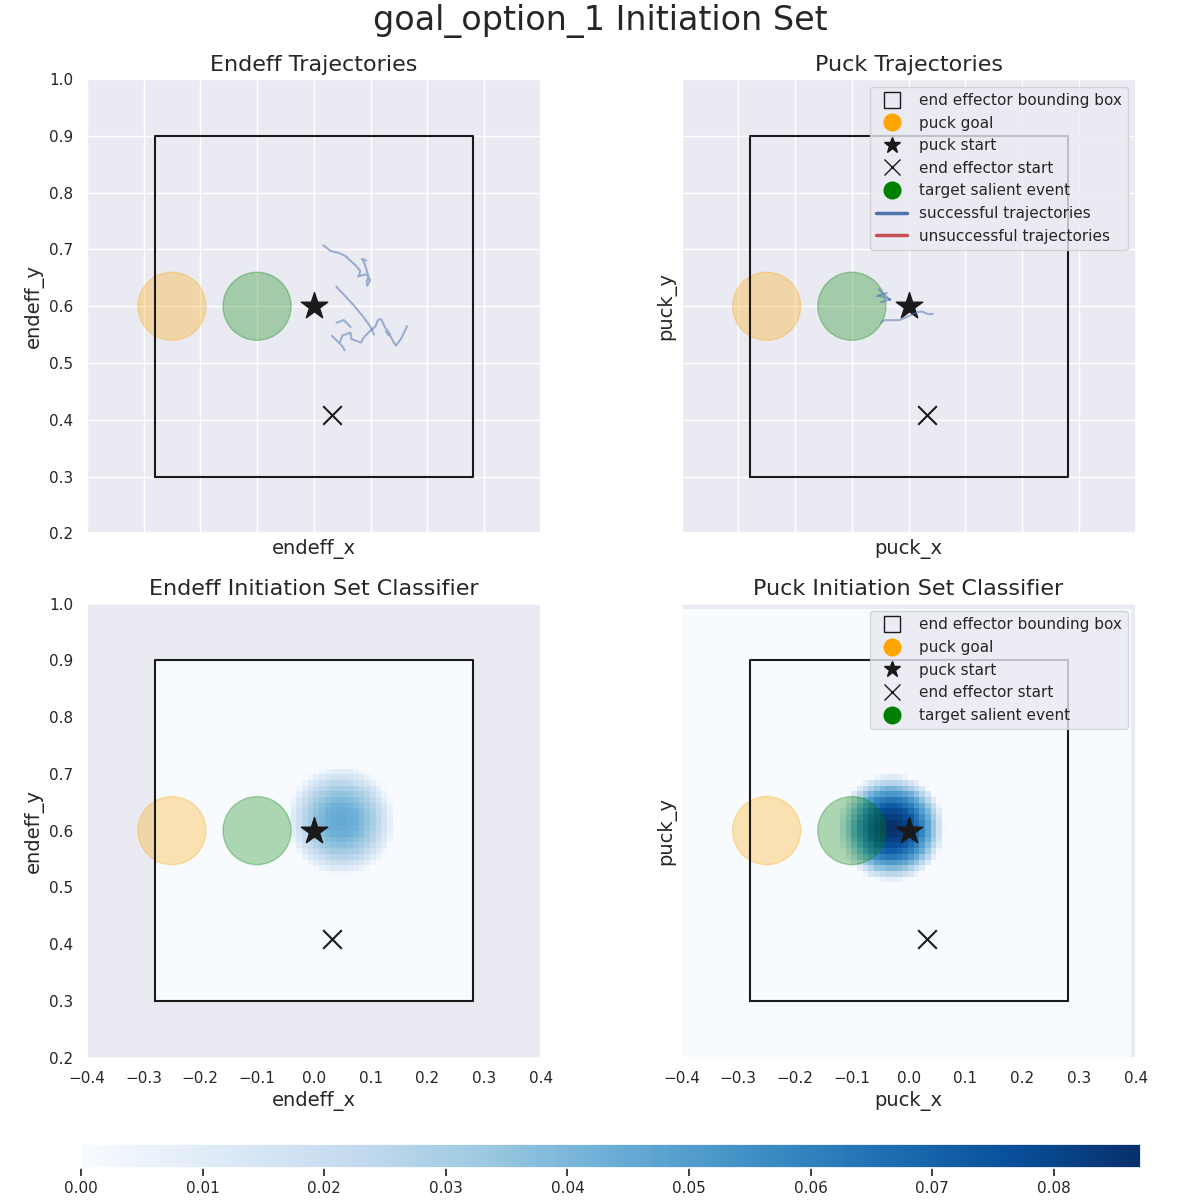 goal_option_1 Initiation Set
Endeff Trajectories
1.0
0.9
0.8
0.7
0.6
0.5
0.4
0.3
0.2
endeff_y
endeff_x
Puck Trajectories
end effector bounding box
puck goal
puck start
end effector start
target salient event
successful trajectories
unsuccessful trajectories
puck_y
puck_x
Endeff Initiation Set Classifier
1.0
0.9
0.8
0.7
0.6
0.5
0.4
0.3
0.2
endeff_y
−0.4 −0.3 −0.2 −0.1 0.0 0.1 0.2 0.3 0.4
endeff_x
Puck Initiation Set Classifier
end effector bounding box
puck goal
puck start
end effector start
target salient event
puck_y
−0.4 −0.3 −0.2 −0.1 0.0 0.1 0.2 0.3 0.4
puck_x
0.00 0.01 0.02 0.03 0.04 0.05 0.06 0.07 0.08